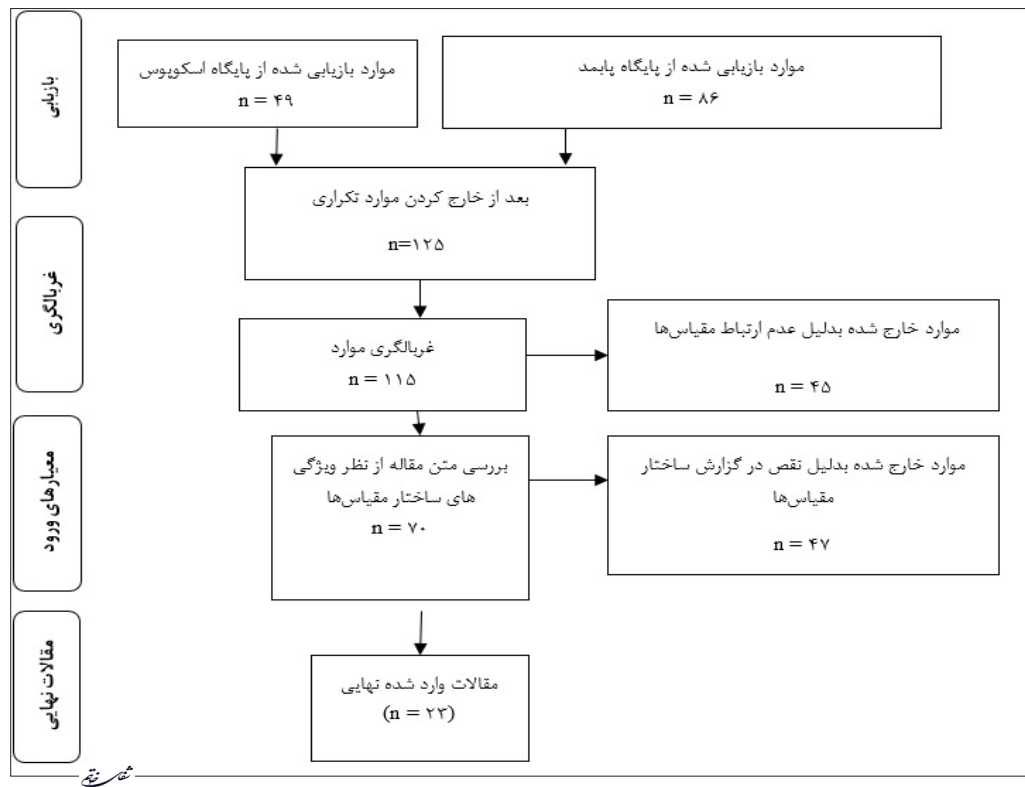 بازیابی
موارد بازیابی شده از پایگاه پابمد
n = ۸۶
موارد بازیابی شده از پایگاه اسکوپوس
n = ۴۹
بعد از خارج کردن موارد تکراری
n=۱۲۵
غربالگری
غربالگری موارد
n = ۱۱۵
موارد خارج شده بدلیل عدم ارتباط مقیاس‌ها
n = ۴۵
معیارهای ورود
بررسی متن مقاله از نظر ویژگی
های ساختار مقیاس‌ها
n = ۷۰
موارد خارج شده بدلیل نقص در گزارش ساختار
مقیاس‌ها
n = ۴۷
مقالات نهایی
مقالات وارد شده نهایی
(n = ۲۳)
شفای خاتم